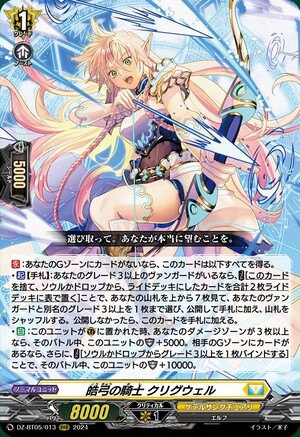 1
グレード
ブースト
5000
シールド
選び取って。あなたが本当に望むことを。
永：あなたのGゾーンにカードがないなら、このカードは以下すべてを得る。
・起【手札】：あなたのグレード３以上のヴァンガードがいるなら、[このカードを捨て、ソウルかドロップから、ライドデッキにしたカードを合計２枚ライドデッキに表で置く]ことで、あなたの山札を上から７枚見て、あなたのヴァンガードと別名のグレード３以上を１枚まで選び、公開して手札に加え、山札をシャッフルする。公開しなかったら、このカードを手札に加える。
・自：このユニットがRに置かれた時、あなたのダメージゾーンが３枚以上なら、そのバトル中、このユニットのパワー＋5000。相手のGゾーンにカードがあるなら、さらに、[ソウルかドロップからグレード３以上を１枚バインドする]ことで、そのバトル中、このユニットのパワー＋10000。
ノーマルユニット
皓弓の騎士 クリグウェル
パワー
8000
クリティカル
1
ケテルサンクチュアリ
エルフ
DZ-BT05/013
RRR
2024
イラスト／米子